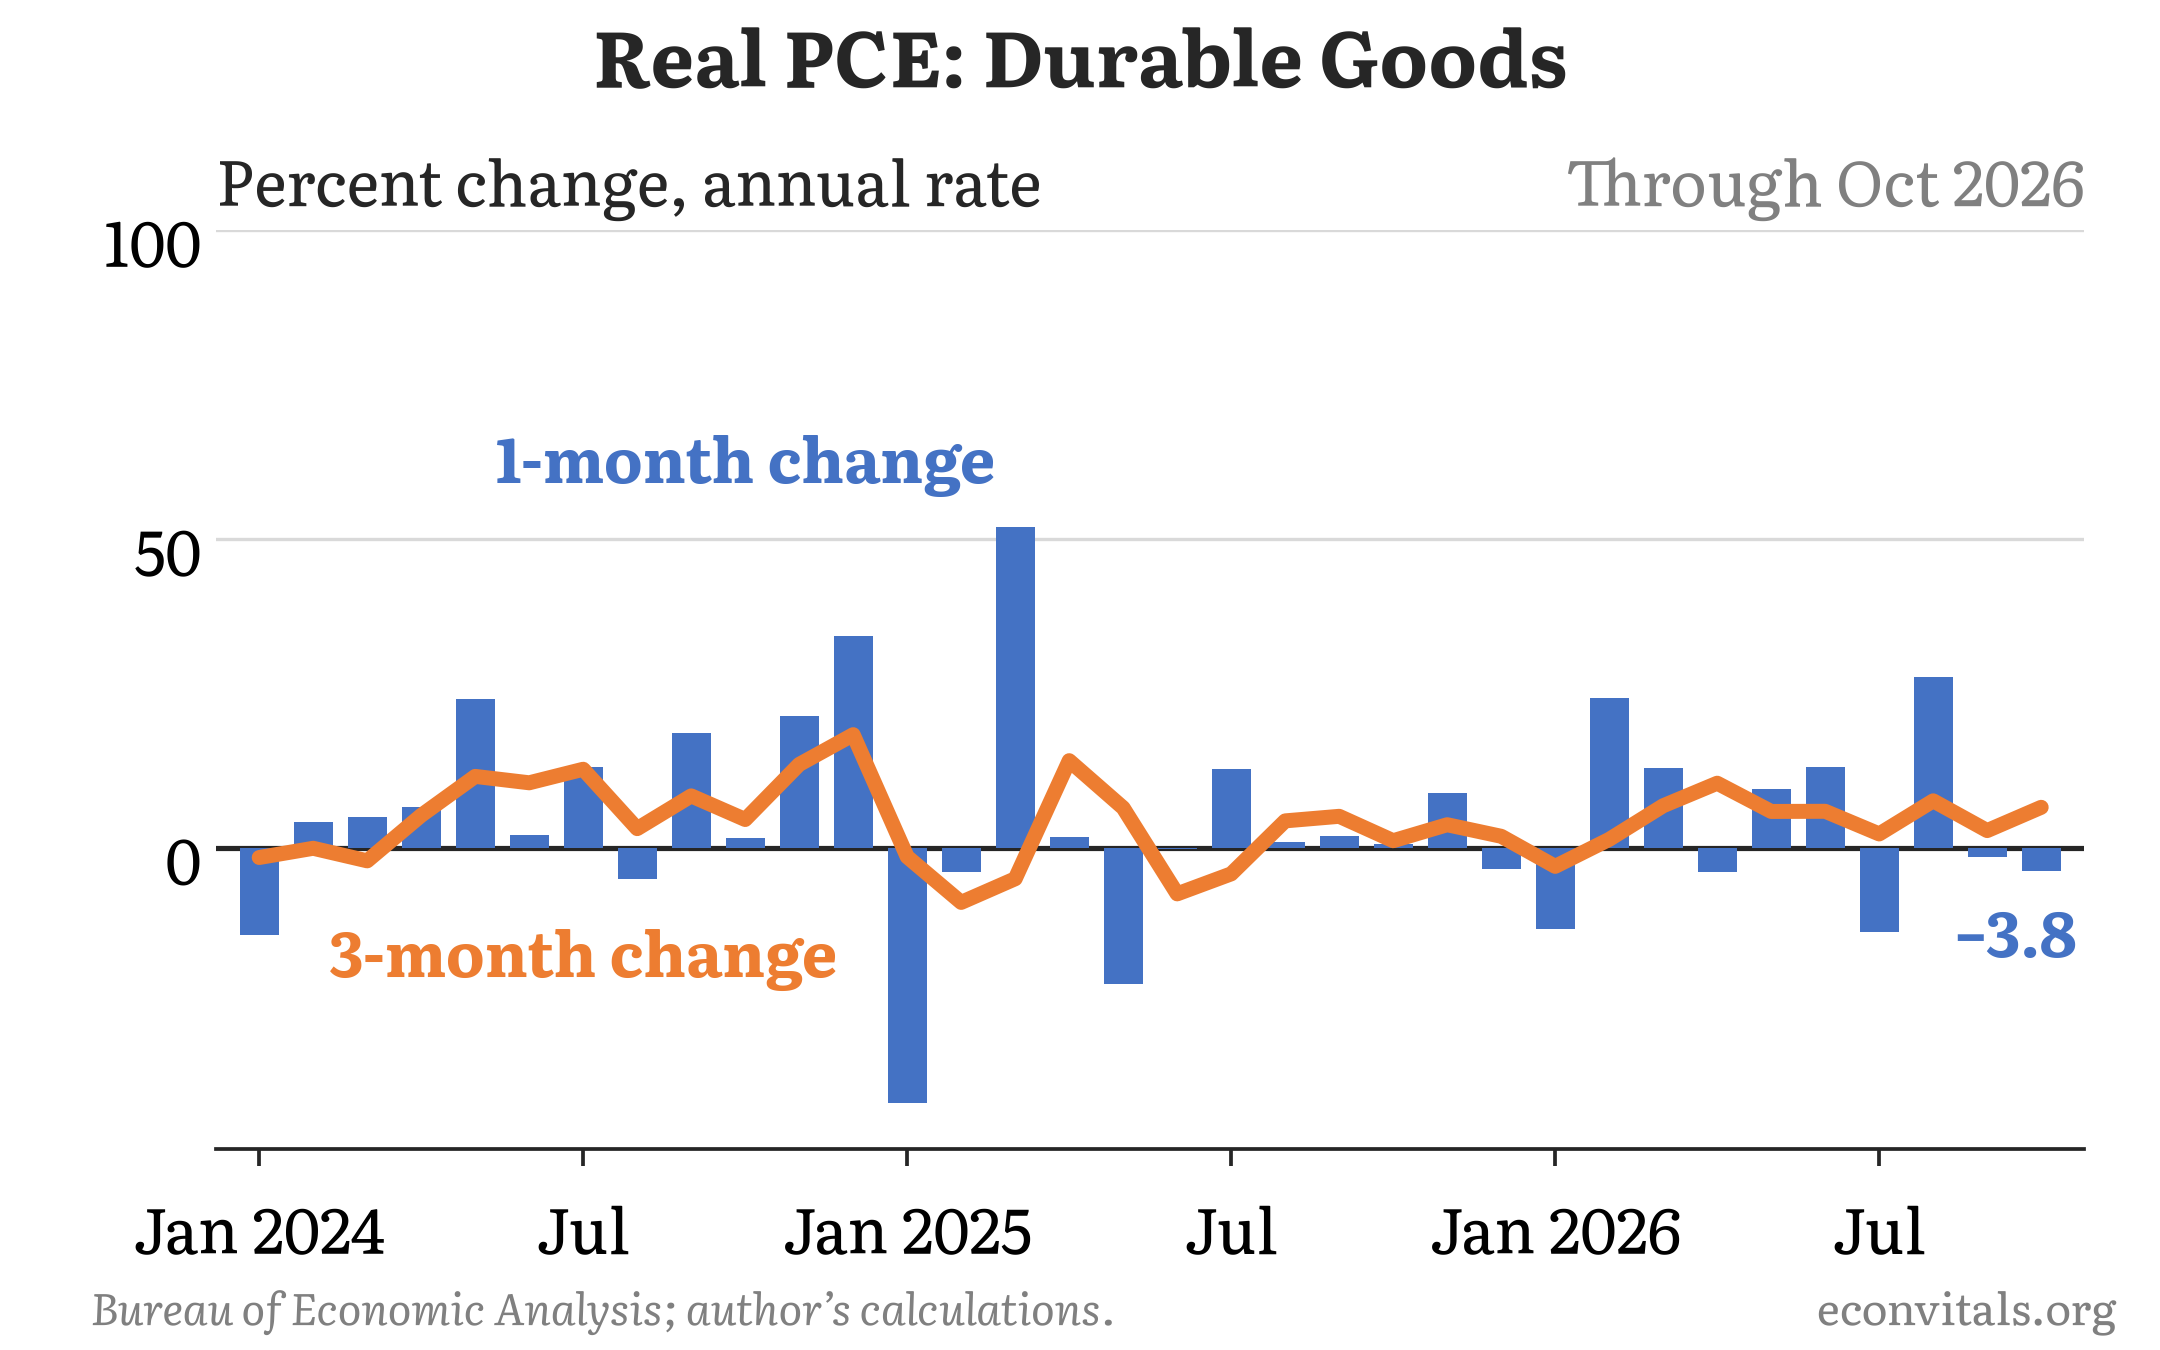 Real PCE: Durable Goods
Percent change, annual rate
Through Oct 2026
100
1-month change
50
0
3-month change
−3.8
Jan 2024
Jul
Jan 2025
Jul
Jan 2026
Jul
Bureau of Economic Analysis; author’s calculations.
econvitals.org